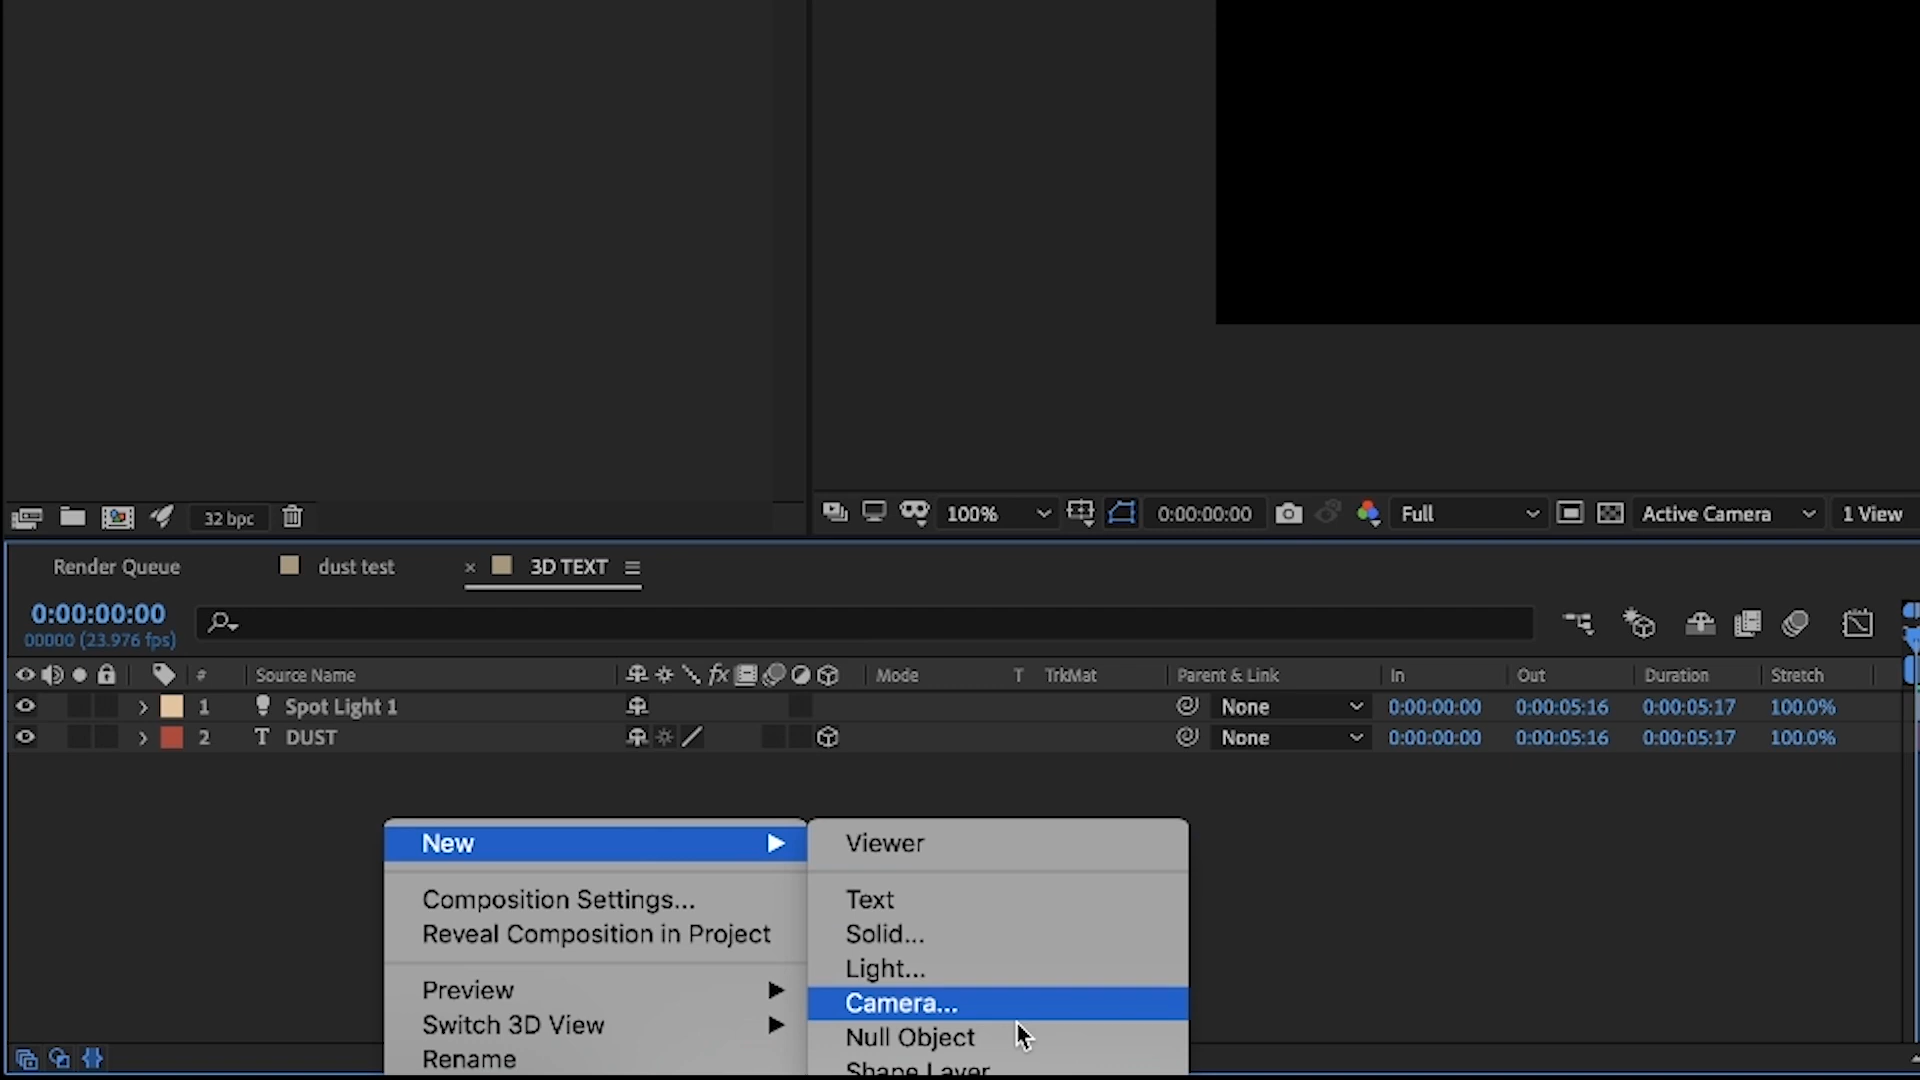 32 bpc
100%
0:00:00:00
Full
Active Camera
1 View
Render Queue
dust test
× 3D TEXT
0:00:00:00
00000 (23.976 fps)
# Source Name fx Mode T TrkMat Parent & Link In Out Duration Stretch
1 Spot Light 1 None 0:00:00:00 0:00:05:16 0:00:05:17 100.0%
2 T DUST None 0:00:00:00 0:00:05:16 0:00:05:17 100.0%
New
Composition Settings...
Reveal Composition in Project
Preview
Switch 3D View
Rename
Viewer
Text
Solid...
Light...
Camera...
Null Object
Shape Layer